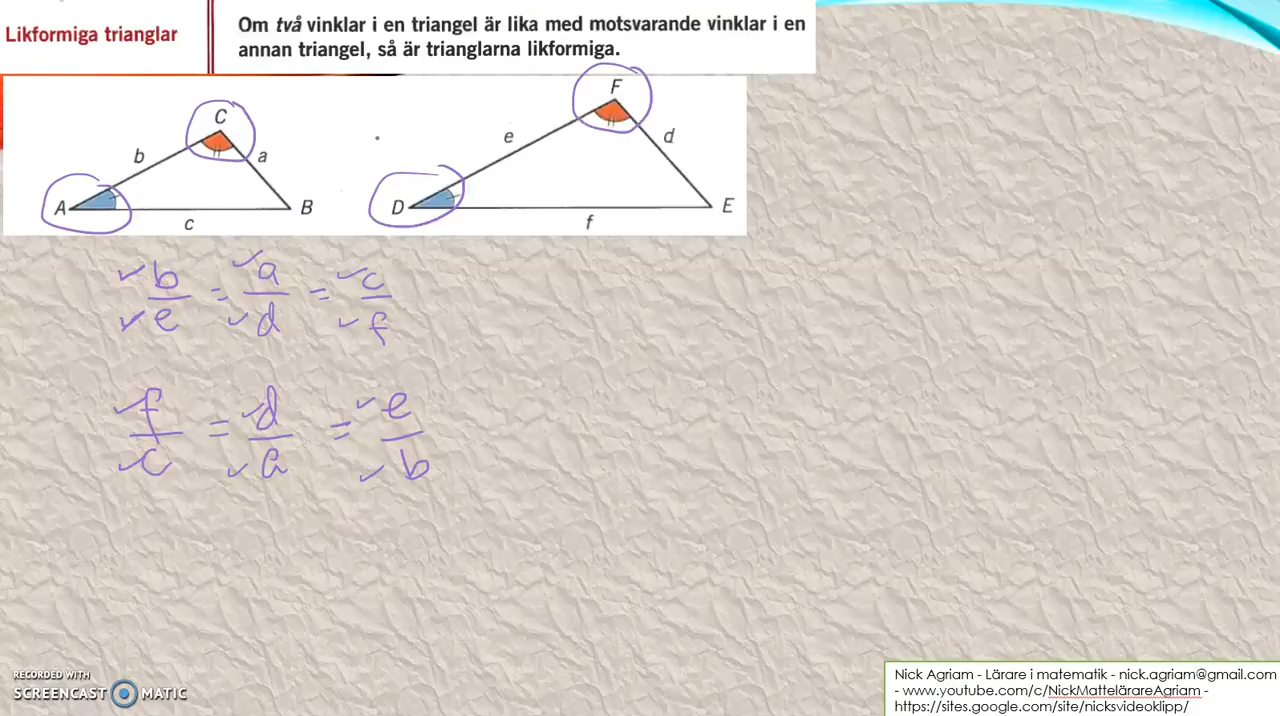 Likformiga trianglar
Om två vinklar i en triangel är lika med motsvarande vinklar i en
annan triangel, så är trianglarna likformiga.
C
b
a
A
B
c
F
e
d
D
E
f
b/e = a/d = c/f
f/c = d/a = e/b
RECORDED WITH
SCREENCAST MATIC
Nick Agriam - Lärare i matematik - nick.agriam@gmail.com
- www.youtube.com/c/NickMattelärareAgriam -
https://sites.google.com/site/nicksvideoklipp/